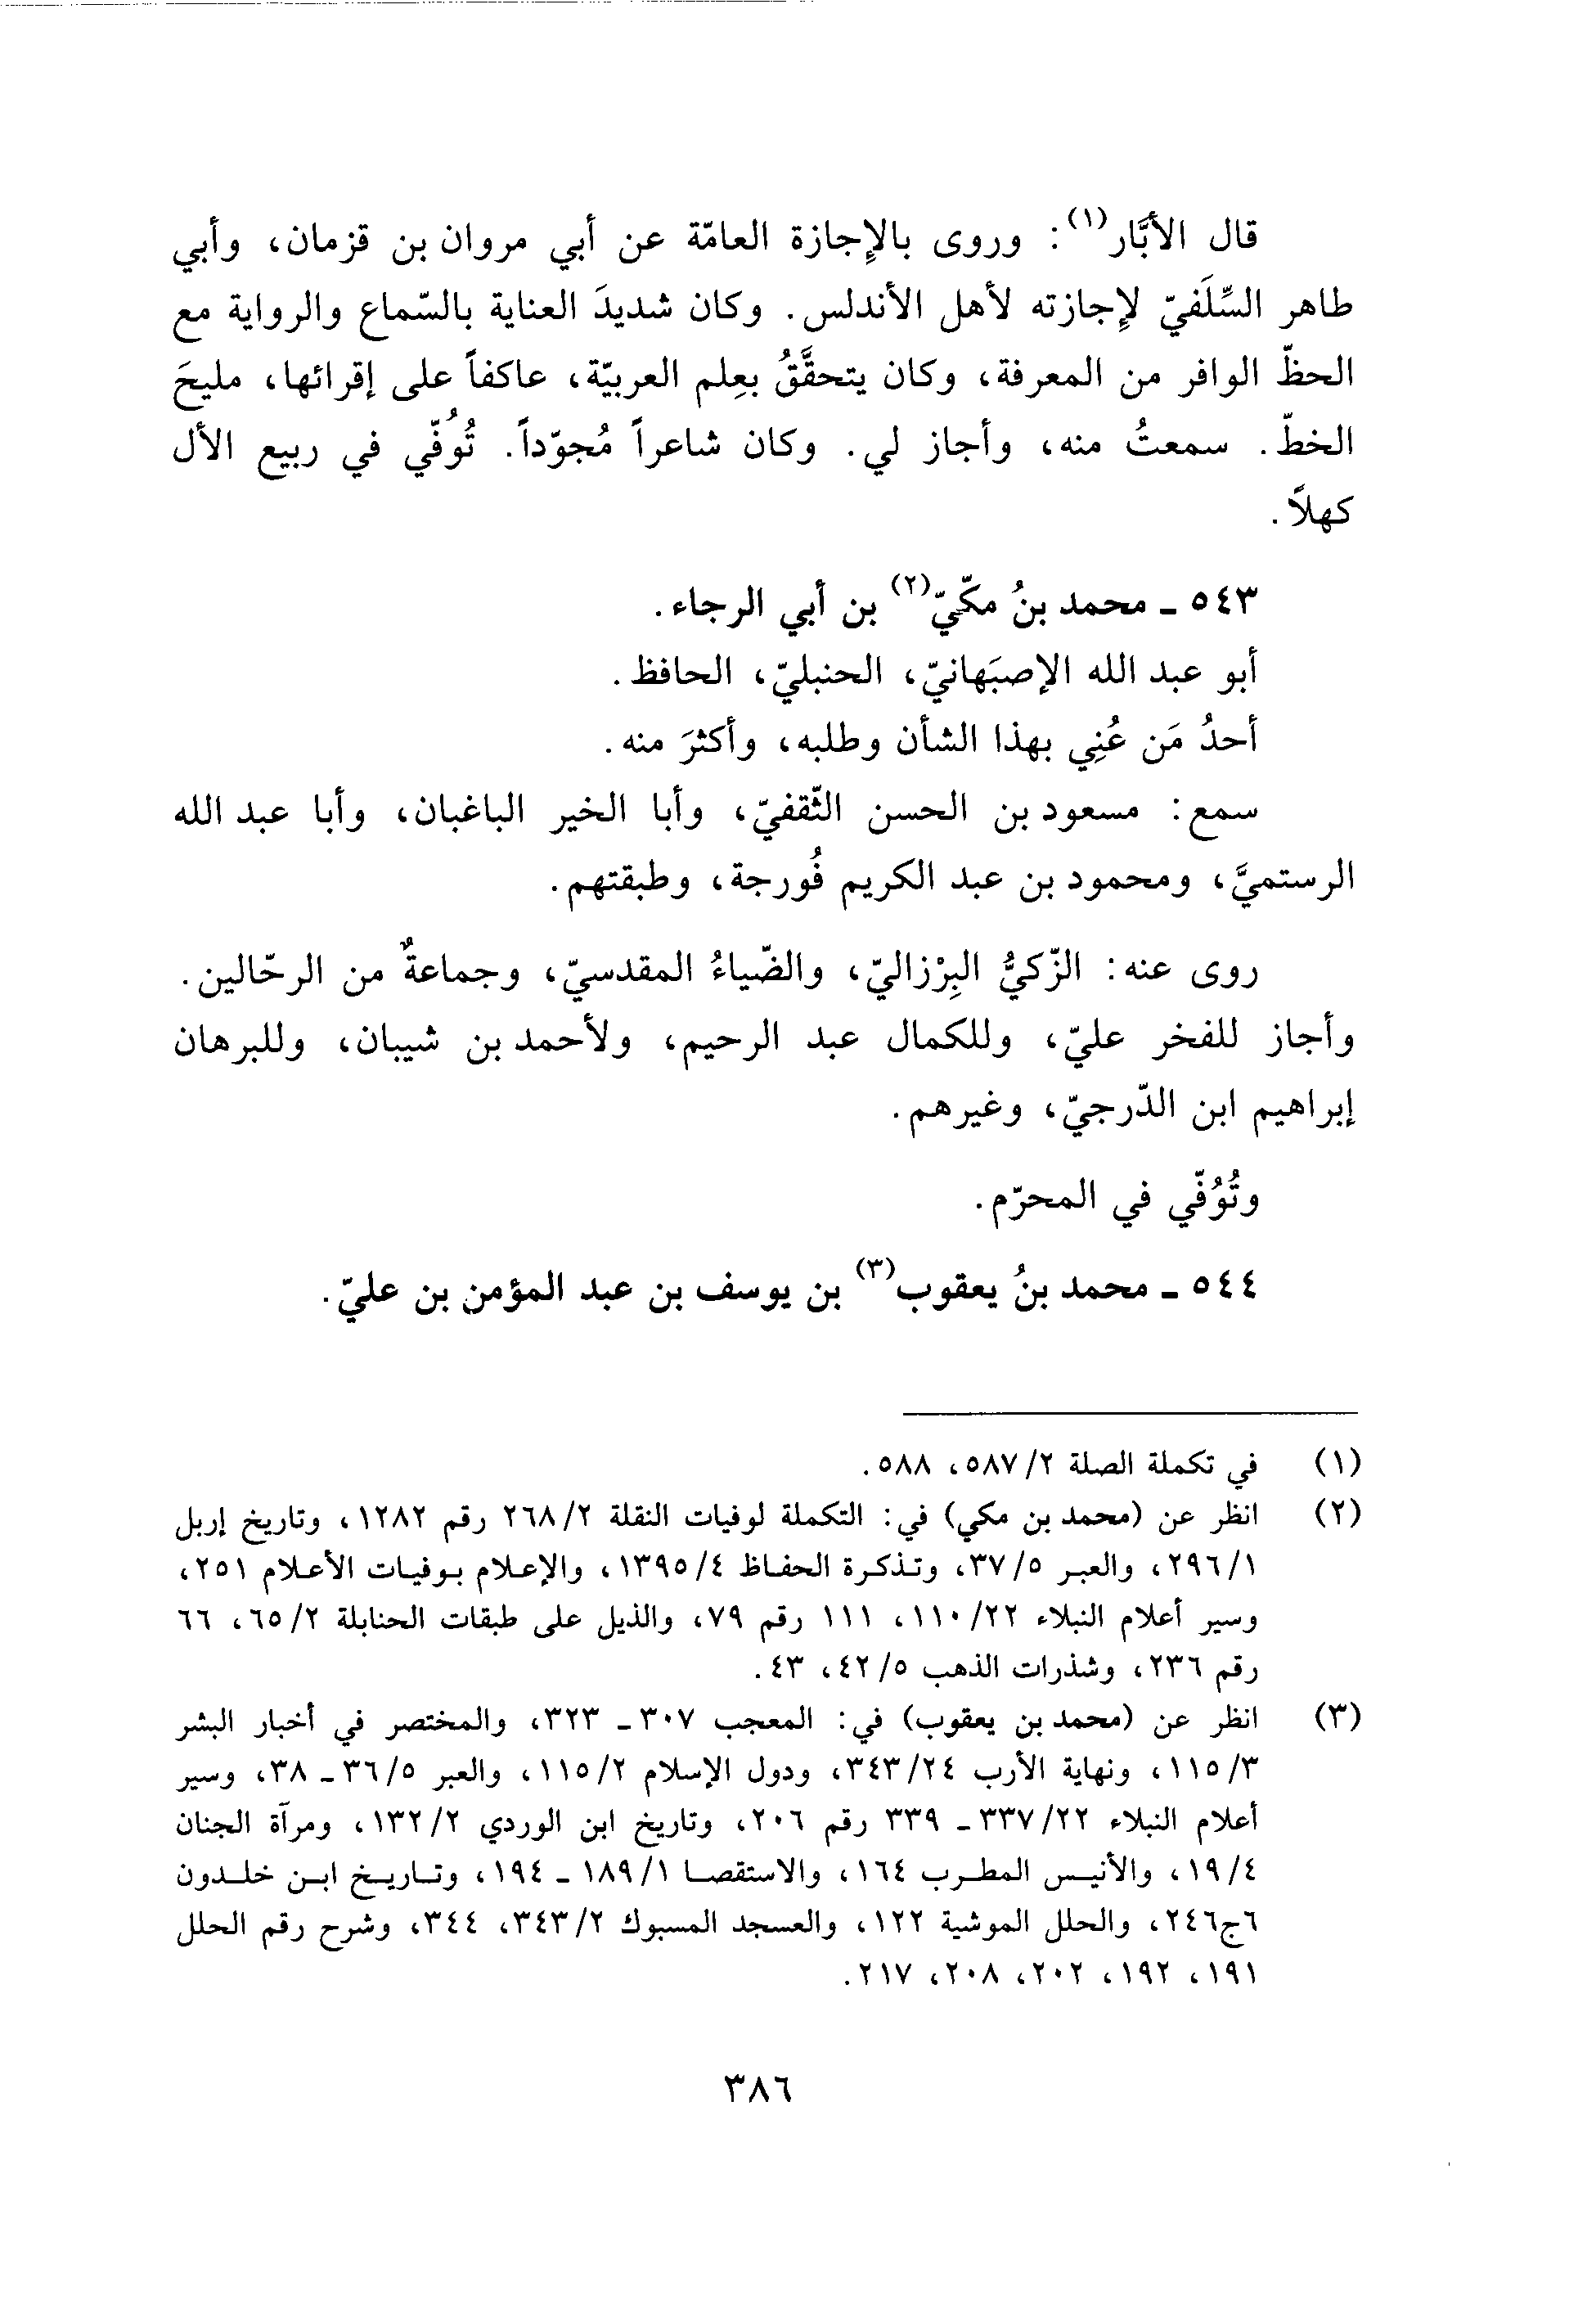 قال الأبَّار(١): وروى بالإِجازة العامّة عن أبي مروان بن قزمان، وأبي
طاهر السِّلَفيّ لإِجازته لأهل الأندلس. وكان شديدَ العناية بالسّماع والرواية مع
الحظّ الوافر من المعرفة، وكان يتحقَّقُ بعِلم العربيّة، عاكفاً على إقرائها، مليحَ
الخطّ. سمعتُ منه، وأجاز لي. وكان شاعراً مُجوّداً. تُوُفّي في ربيع الأل
كهلاً.
٥٤٣ ـ محمد بنُ مكّيّ(٢) بن أبي الرجاء.
أبو عبد الله الإصبَهانيّ، الحنبليّ، الحافظ.
أحدُ مَن عُنِي بهذا الشأن وطلبه، وأكثرَ منه.
سمع: مسعود بن الحسن الثّقفيّ، وأبا الخير الباغبان، وأبا عبد الله
الرستميَّ، ومحمود بن عبد الكريم فُورجة، وطبقتهم.
روى عنه: الزّكيُّ البِرْزاليّ، والضّياءُ المقدسيّ، وجماعةٌ من الرحّالين.
وأجاز للفخر عليّ، وللكمال عبد الرحيم، ولأحمد بن شيبان، وللبرهان
إبراهيم ابن الدّرجيّ، وغيرهم.
وتُوُفّي في المحرّم.
٥٤٤ ـ محمد بنُ يعقوب(٣) بن يوسف بن عبد المؤمن بن عليّ.
(١) في تكملة الصلة ٢/ ٥٨٧، ٥٨٨.
(٢) انظر عن (محمد بن مكي) في: التكملة لوفيات النقلة ٢/ ٢٦٨ رقم ١٢٨٢، وتاريخ إربل
١/ ٢٩٦، والعبر ٥/ ٣٧، وتذكرة الحفاظ ٤/ ١٣٩٥، والإعلام بوفيات الأعلام ٢٥١،
وسير أعلام النبلاء ٢٢/ ١١٠، ١١١ رقم ٧٩، والذيل على طبقات الحنابلة ٢/ ٦٥، ٦٦
رقم ٢٣٦، وشذرات الذهب ٥/ ٤٢، ٤٣.
(٣) انظر عن (محمد بن يعقوب) في: المعجب ٣٠٧ ـ ٣٢٣، والمختصر في أخبار البشر
٣/ ١١٥، ونهاية الأرب ٢٤/ ٣٤٣، ودول الإسلام ٢/ ١١٥، والعبر ٥/ ٣٦ ـ ٣٨، وسير
أعلام النبلاء ٢٢/ ٣٣٧ ـ ٣٣٩ رقم ٢٠٦، وتاريخ ابن الوردي ٢/ ١٣٢، ومرآة الجنان
٤/ ١٩، والأنيس المطرب ١٦٤، والاستقصا ١/ ١٨٩ ـ ١٩٤، وتاريخ ابن خلدون
٦ج٢٤٦، والحلل الموشية ١٢٢، والعسجد المسبوك ٢/ ٣٤٣، ٣٤٤، وشرح رقم الحلل
١٩١، ١٩٢، ٢٠٢، ٢٠٨، ٢١٧.
٣٨٦